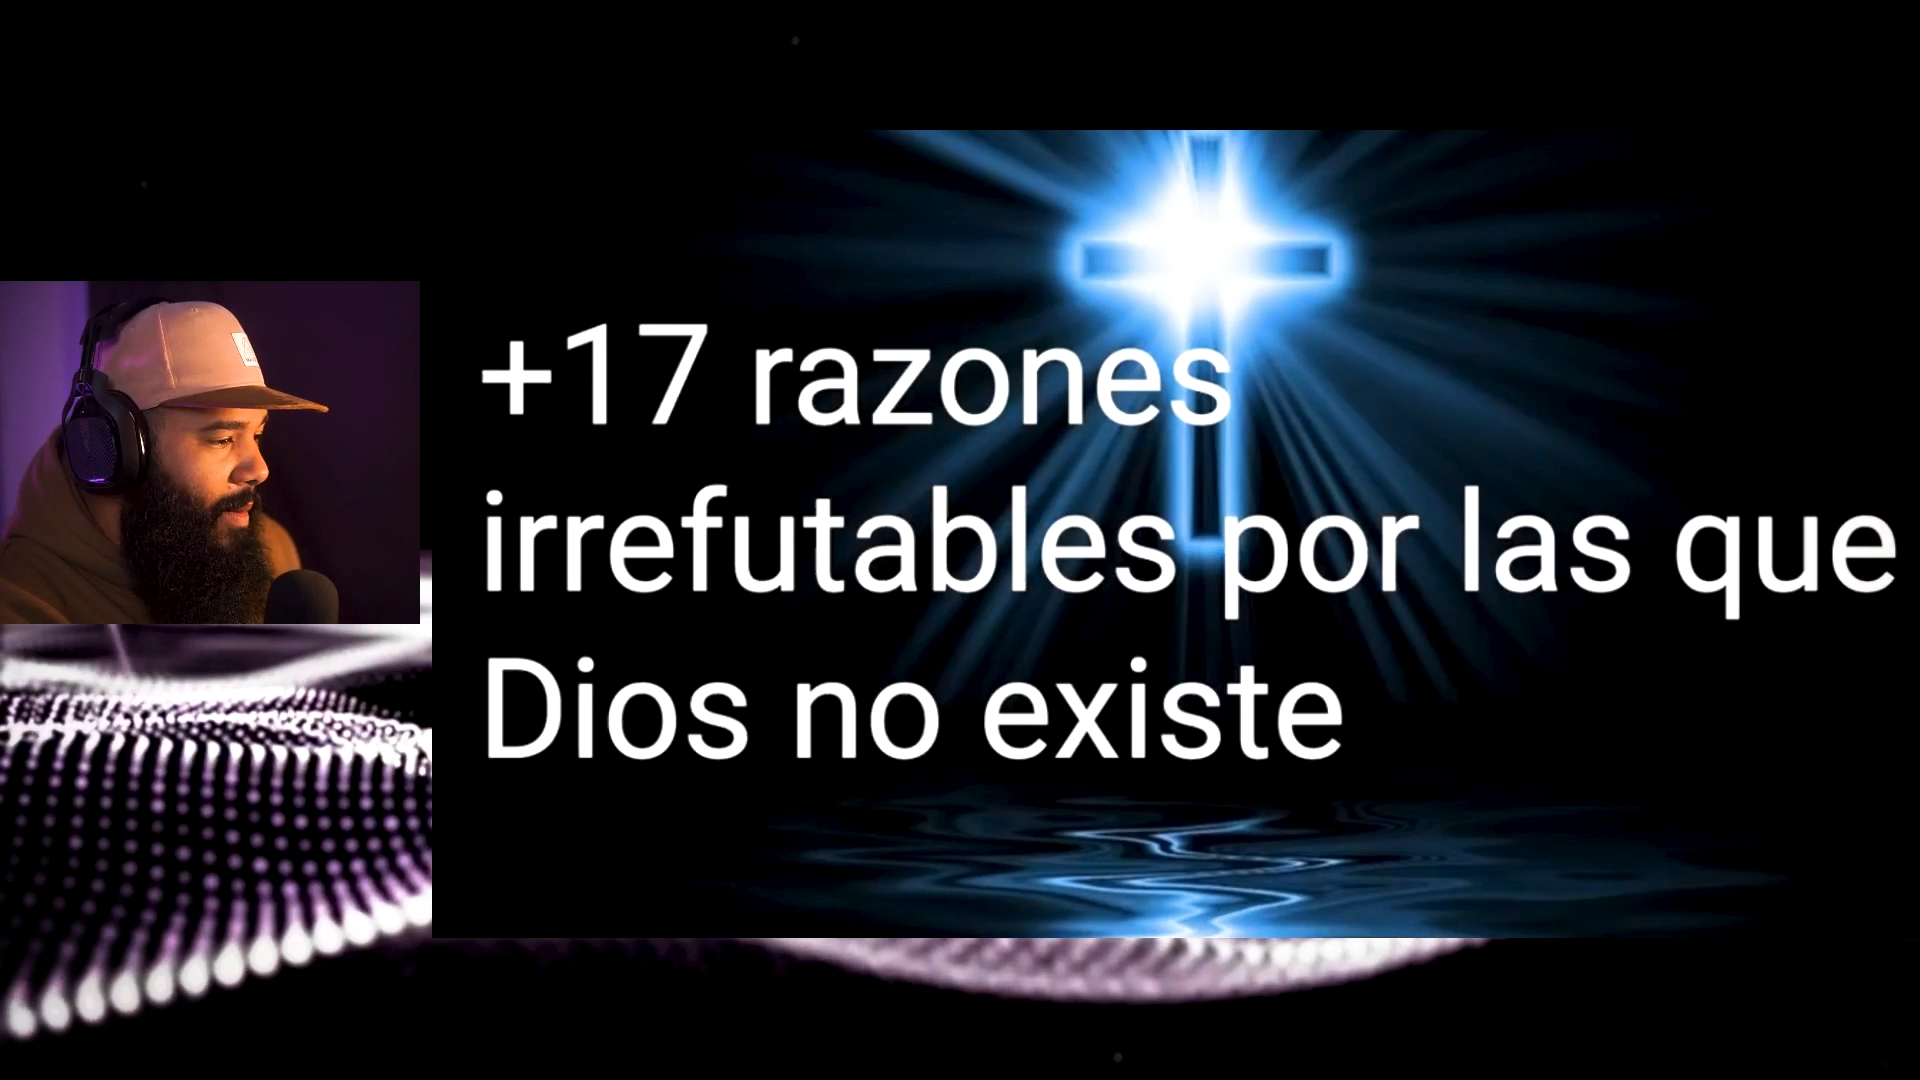 +17 razones
irrefutables por las que
Dios no existe